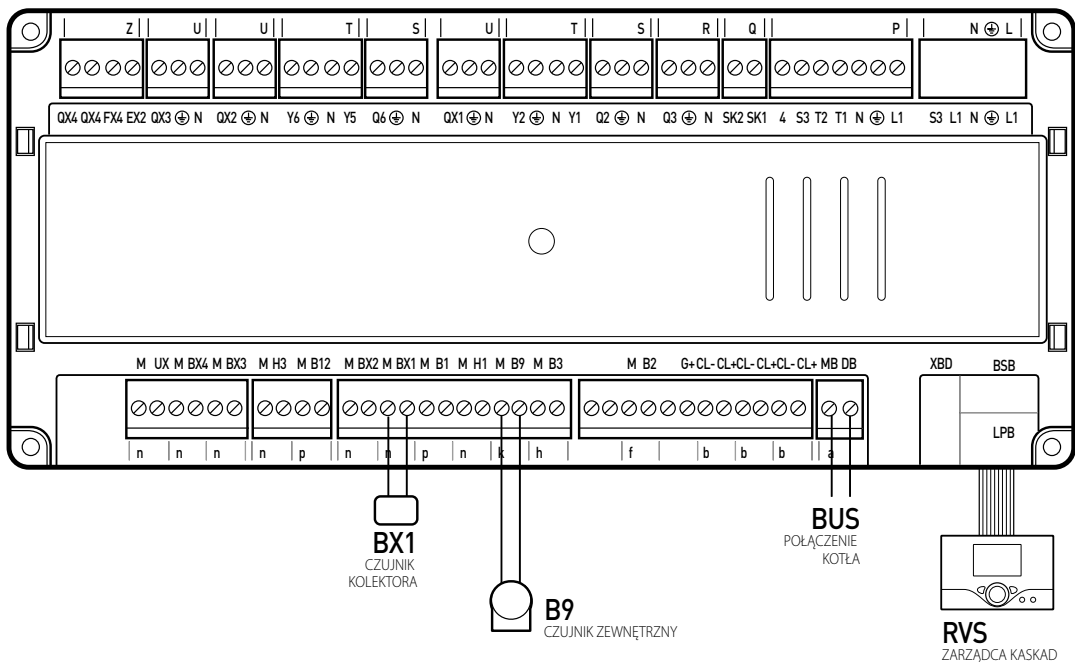 Z U U T S U T S R Q P N L
QX4 QX4 FX4 EX2 QX3 N QX2 N Y6 N Y5 Q6 N QX1 N Y2 N Y1 Q2 N Q3 N SK2 SK1 4 S3 T2 T1 N L1 S3 L1 N L1
M UX M BX4 M BX3 M H3 M B12 M BX2 M BX1 M B1 M H1 M B9 M B3 M B2 G+ CL- CL+ CL- CL+ CL- CL+ MB DB XBD BSB
LPB
n n n n p n n p n k h f b b b a
BX1
CZUJNIK
KOLEKTORA
B9
CZUJNIK ZEWNĘTRZNY
BUS
POŁĄCZENIE
KOTŁA
RVS
ZARZĄDCA KASKAD